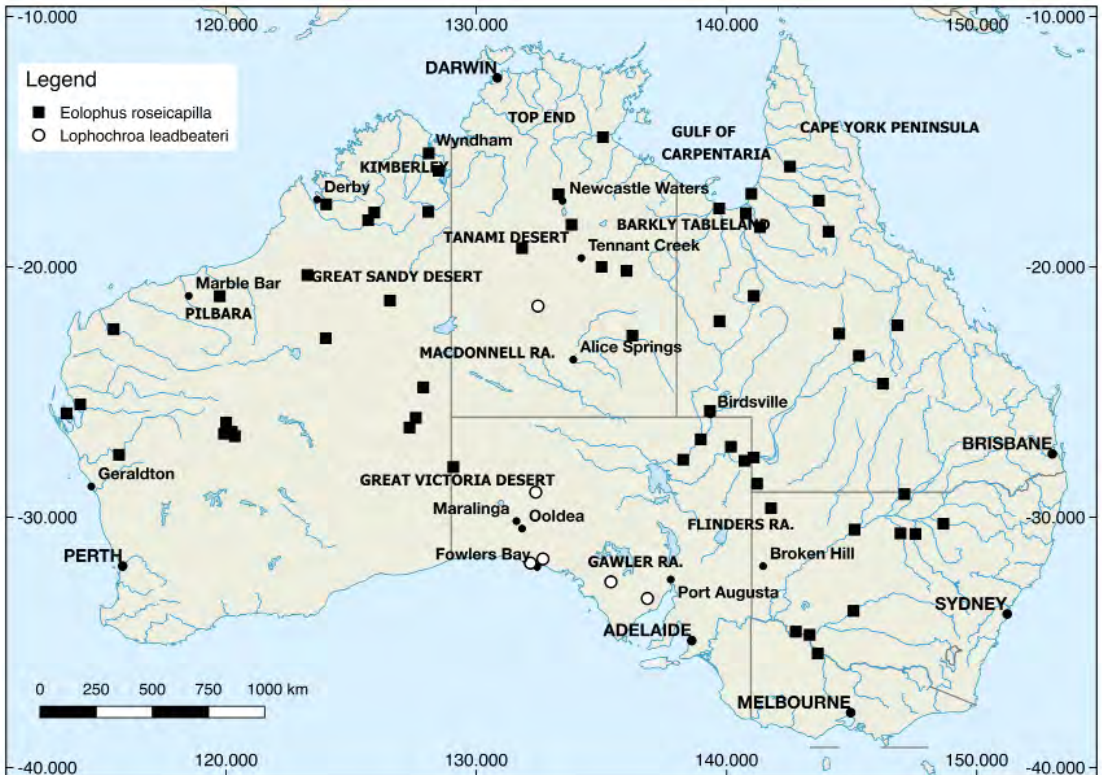 120.000 130.000 140.000 150.000
-10.000 -10.000
Legend
Eolophus roseicapilla
Lophochroa leadbeateri
DARWIN
TOP END
GULF OF
CARPENTARIA
CAPE YORK PENINSULA
Wyndham
KIMBERLEY
Derby
Newcastle Waters
BARKLY TABLELAND
TANAMI DESERT
Tennant Creek
-20.000 -20.000
GREAT SANDY DESERT
Marble Bar
PILBARA
MACDONNELL RA.
Alice Springs
Birdsville
BRISBANE
Geraldton
GREAT VICTORIA DESERT
Maralinga
Ooldea
FLINDERS RA.
-30.000 -30.000
PERTH
Fowlers Bay
GAWLER RA.
Broken Hill
Port Augusta
SYDNEY
ADELAIDE
0 250 500 750 1000 km
MELBOURNE
-40.000 -40.000
120.000 130.000 140.000 150.000